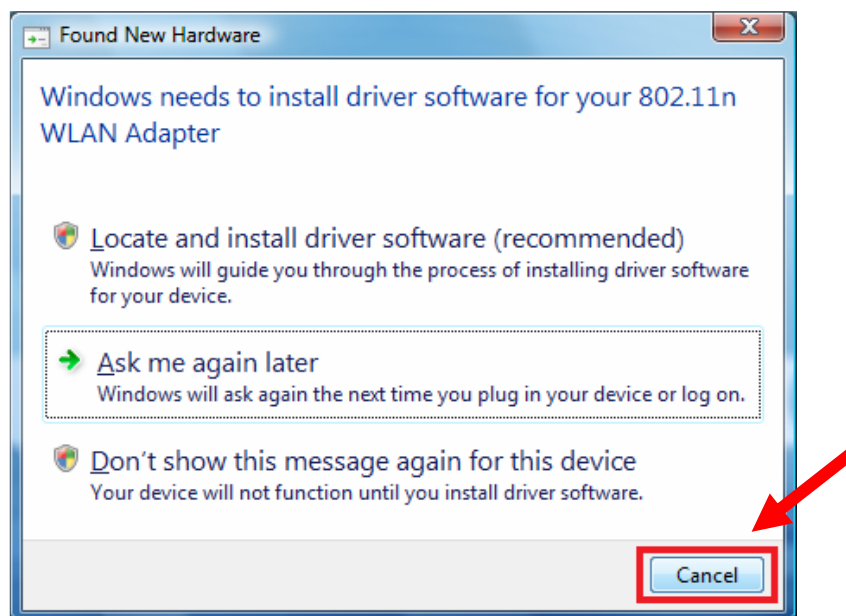 Found New Hardware
Windows needs to install driver software for your 802.11n
WLAN Adapter
Locate and install driver software (recommended)
Windows will guide you through the process of installing driver software
for your device.
Ask me again later
Windows will ask again the next time you plug in your device or log on.
Don't show this message again for this device
Your device will not function until you install driver software.
Cancel